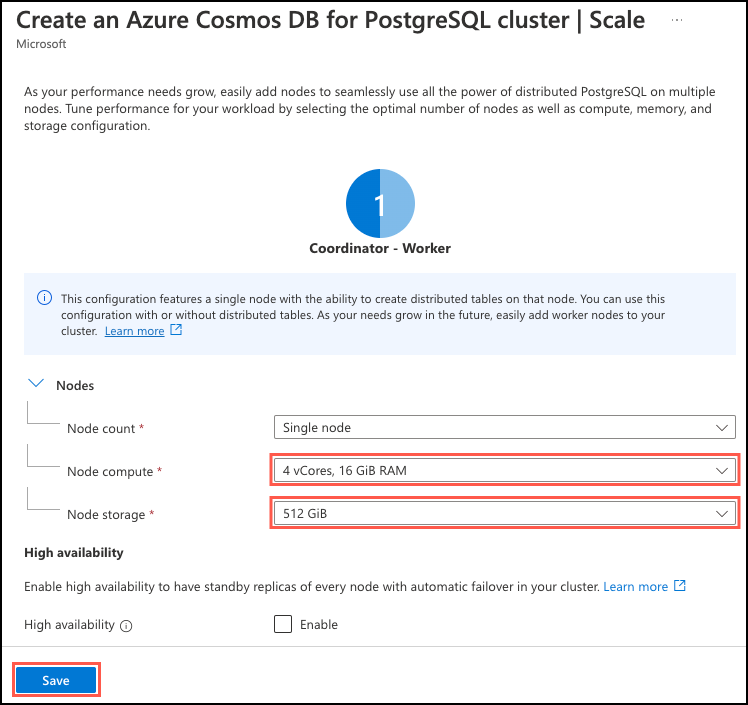 Create an Azure Cosmos DB for PostgreSQL cluster | Scale ...
Microsoft
As your performance needs grow, easily add nodes to seamlessly use all the power of distributed PostgreSQL on multiple
nodes. Tune performance for your workload by selecting the optimal number of nodes as well as compute, memory, and
storage configuration.
1
Coordinator - Worker
This configuration features a single node with the ability to create distributed tables on that node. You can use this
configuration with or without distributed tables. As your needs grow in the future, easily add worker nodes to your
cluster. Learn more
Nodes
Node count * Single node
Node compute * 4 vCores, 16 GiB RAM
Node storage * 512 GiB
High availability
Enable high availability to have standby replicas of every node with automatic failover in your cluster. Learn more
High availability Enable
Save